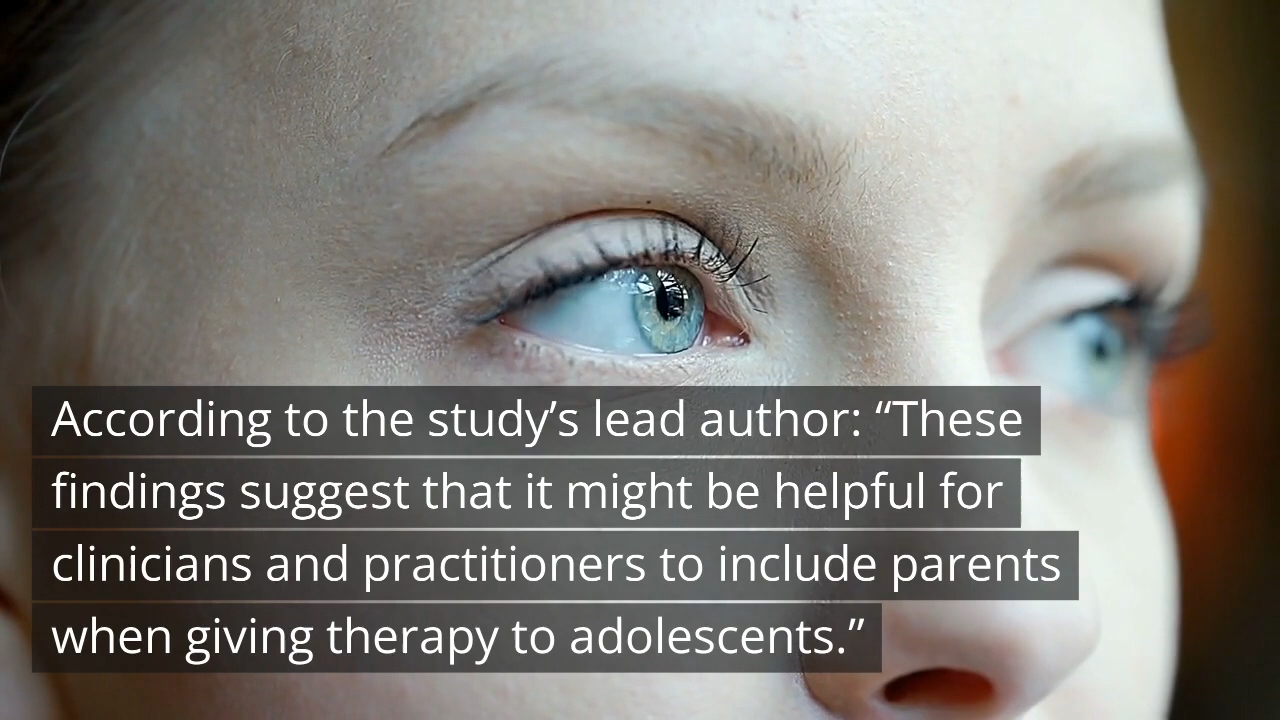 According to the study’s lead author: “These
findings suggest that it might be helpful for
clinicians and practitioners to include parents
when giving therapy to adolescents.”